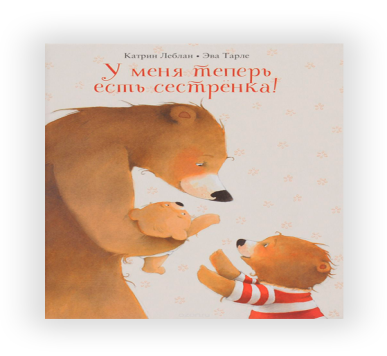 Катрин Леблан • Эва Тарле
У меня теперь
есть сестренка!